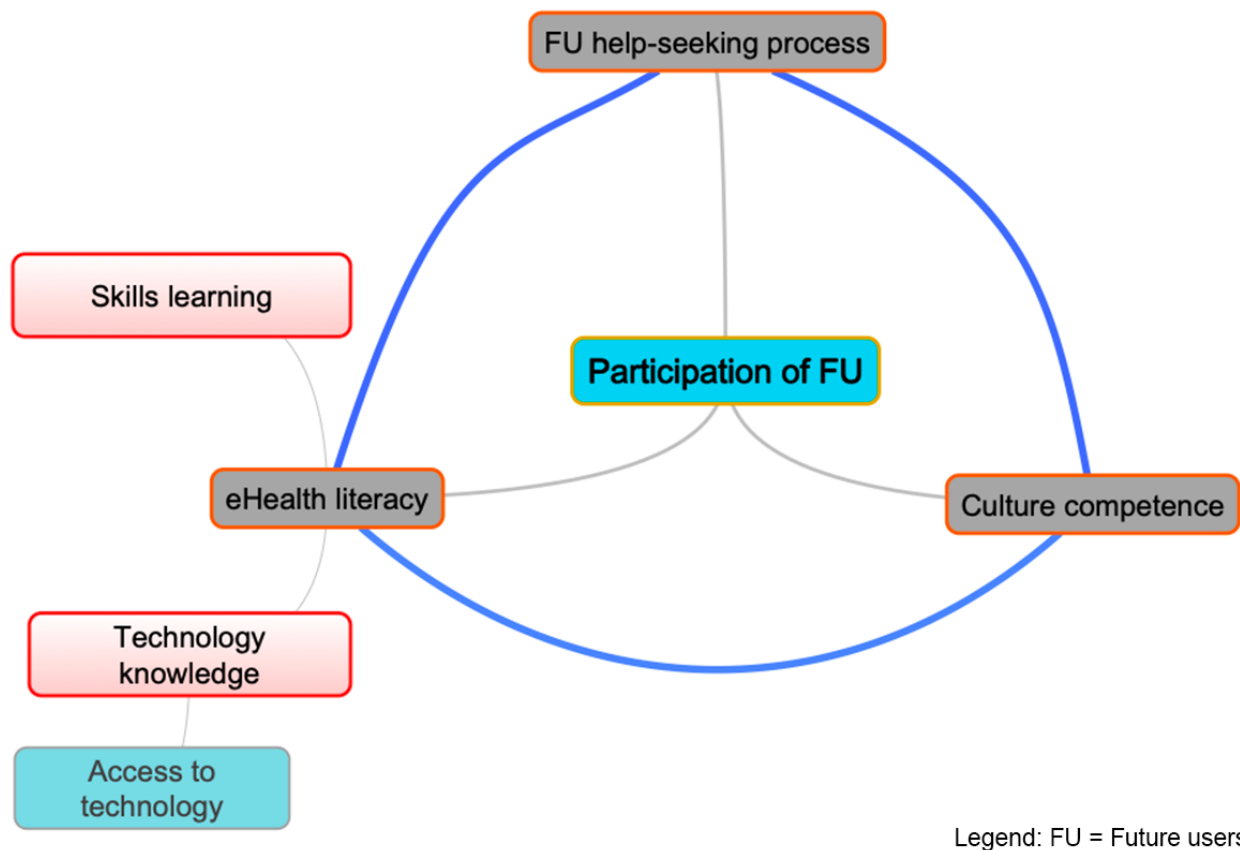 FU help-seeking process
Skills learning
Participation of FU
eHealth literacy
Culture competence
Technology
knowledge
Access to
technology
Legend: FU = Future users